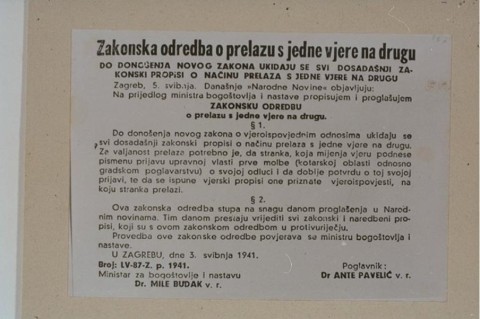 Zakonska odredba o prelazu s jedne vjere na drugu
DO DONOŠENJA NOVOG ZAKONA UKIDAJU SE SVI DOSADAŠNJI ZA-
KONSKI PROPISI O NAČINU PRELAZA S JEDNE VJERE NA DRUGU
Zagreb, 5. svibnja. Današnje »Narodne Novine« objavljuju:
Na prijedlog ministra bogoštovlja i nastave propisujem i proglašujem
ZAKONSKU ODREDBU
o prelazu s jedne vjere na drugu.
§ 1.
Do donošenja novog zakona o vjeroispovjednim odnosima ukidaju se
svi dosadašnji zakonski propisi o načinu prelaza s jedne vjere na drugu.
Za valjanost prelaza potrebno je, da stranka, koja mijenja vjeru podnese
pismenu prijavu upravnoj vlasti prve molbe (kotarskoj oblasti odnosno
gradskom poglavarstvu) o svojoj odluci i da dobije potvrdu o toj svojoj
prijavi, te da se ispune vjerski propisi one priznate vjeroispovjesti, na
koju stranka prelazi.
§ 2.
Ova zakonska odredba stupa na snagu danom proglašenja u Narod-
nim novinama. Tim danom prestaju vrijediti svi zakonski i naredbeni pro-
pisi, koji su s ovom zakonskom odredbom u protivuriječju.
Provedba ove zakonske odredbe povjerava se ministru bogoštovlja i
nastave.
U ZAGREBU, dne 3. svibnja 1941.
Broj: LV-87-Z. p. 1941.
Poglavnik:
Ministar za bogoštovlje i nastavu
Dr ANTE PAVELIĆ v. r.
Dr. MILE BUDAK v. r.